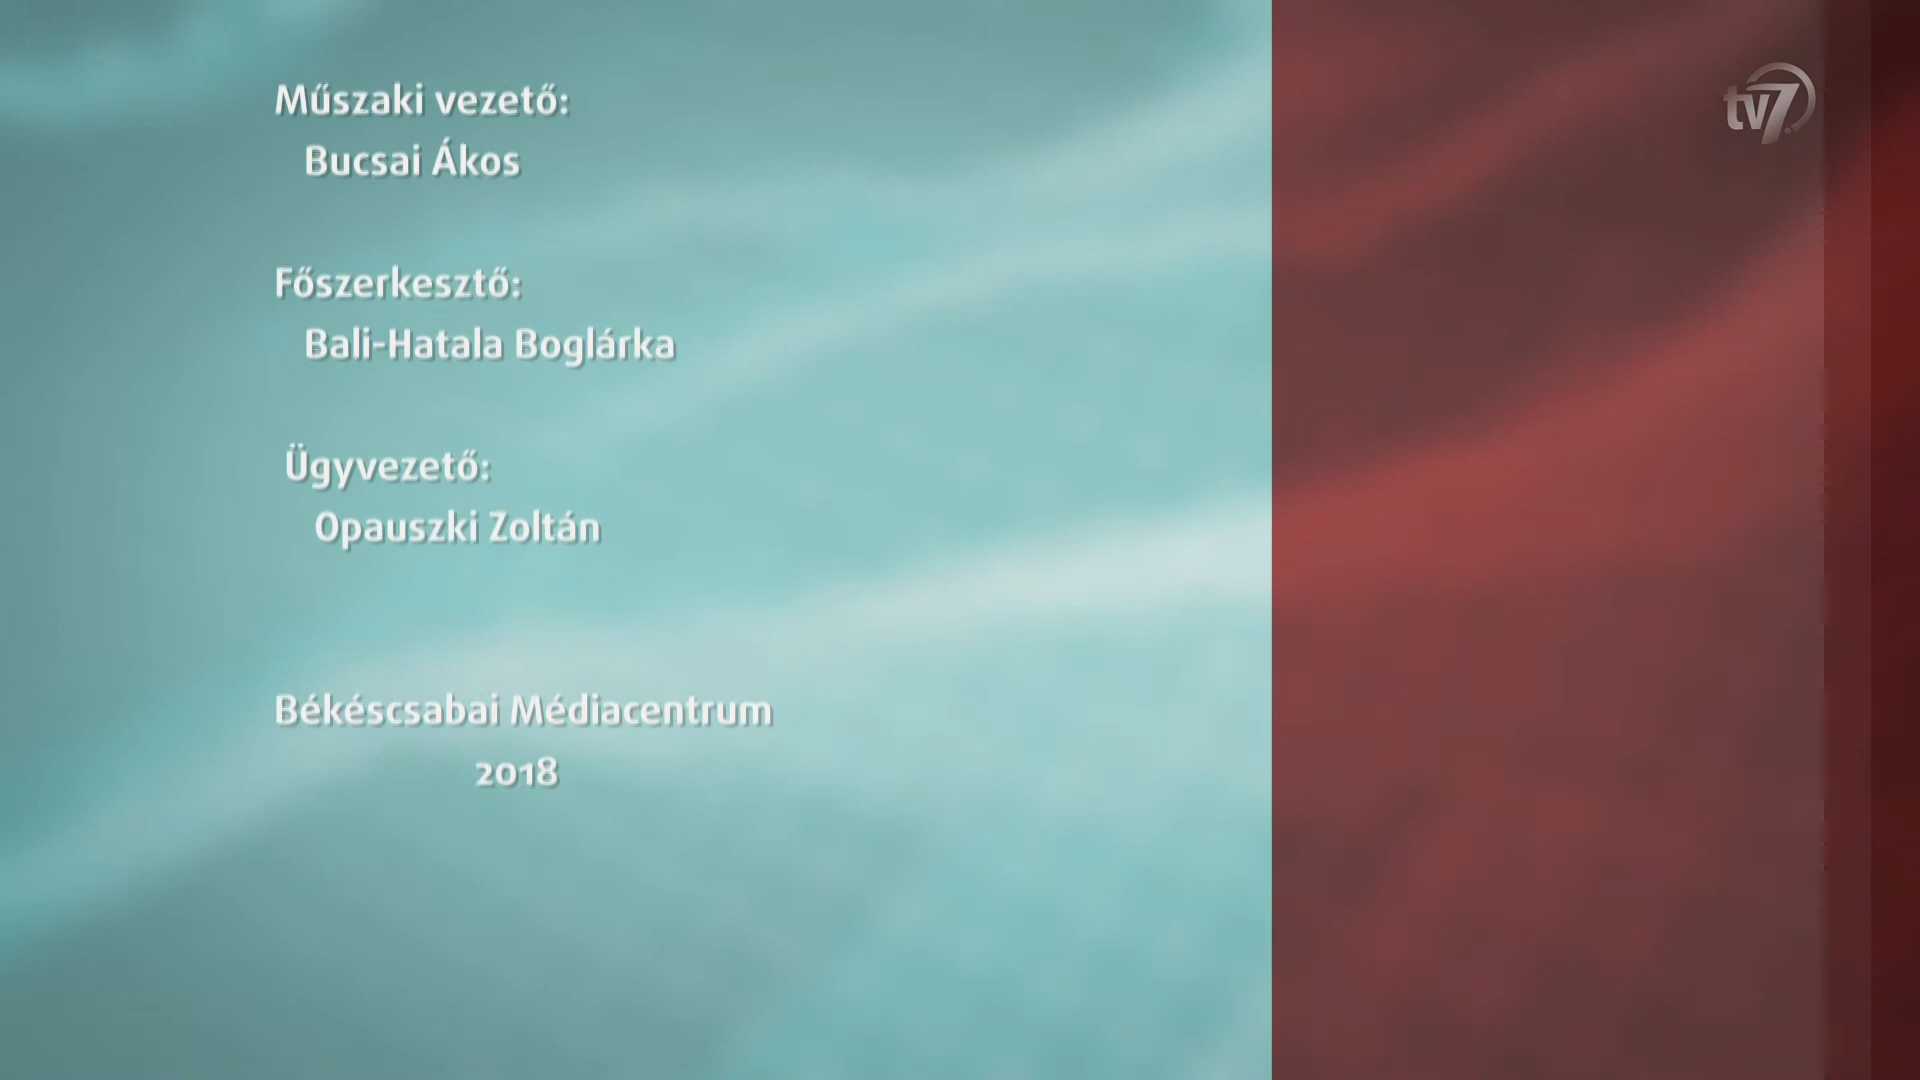 Műszaki vezető:
Bucsai Ákos
Főszerkesztő:
Bali-Hatala Boglárka
Ügyvezető:
Opauszki Zoltán
Békéscsabai Médiacentrum
2018
tv7